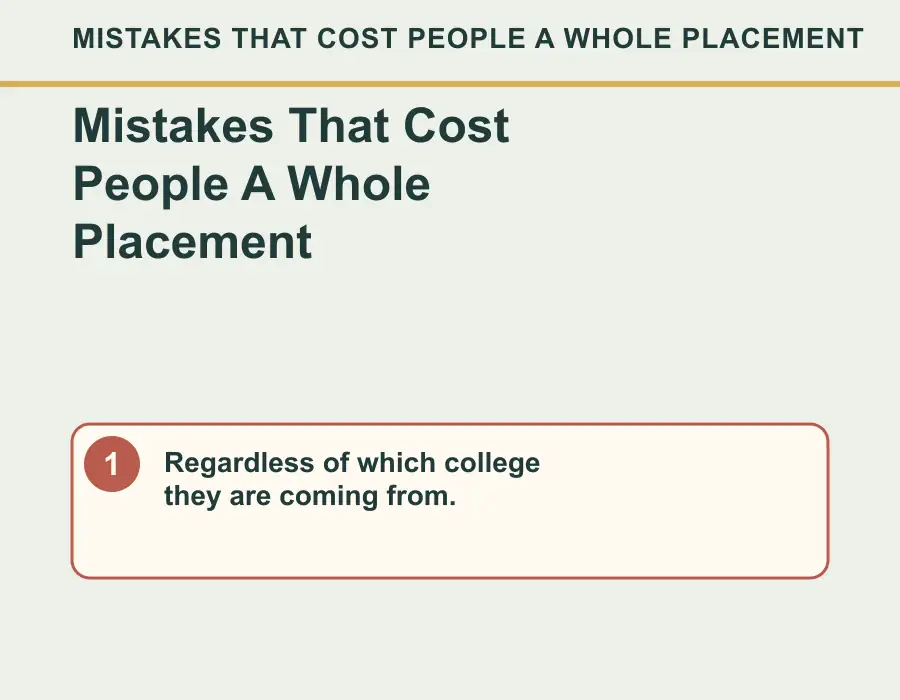 MISTAKES THAT COST PEOPLE A WHOLE PLACEMENT
Mistakes That Cost
People A Whole
Placement
1
Regardless of which college
they are coming from.